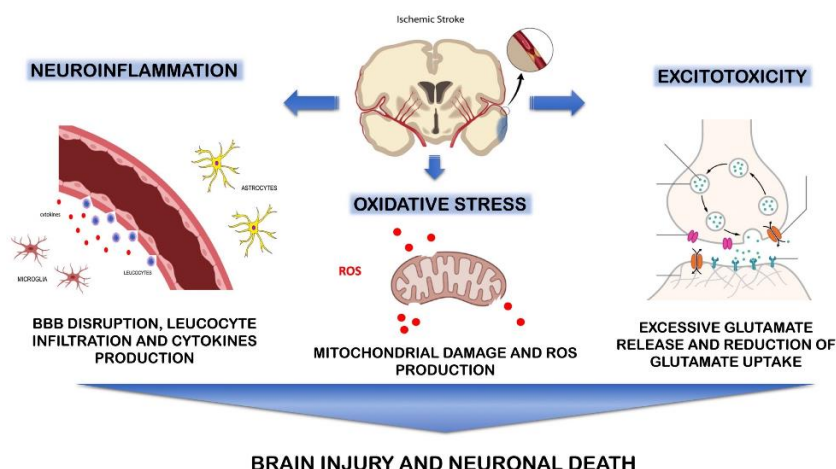 Ischemic Stroke
NEUROINFLAMMATION
EXCITOTOXICITY
ASTROCYTES
cytokines
LEUCOCYTES
MICROGLIA
OXIDATIVE STRESS
ROS
BBB DISRUPTION, LEUCOCYTE
INFILTRATION AND CYTOKINES
PRODUCTION
MITOCHONDRIAL DAMAGE AND ROS
PRODUCTION
EXCESSIVE GLUTAMATE
RELEASE AND REDUCTION OF
GLUTAMATE UPTAKE
BRAIN INJURY AND NEURONAL DEATH